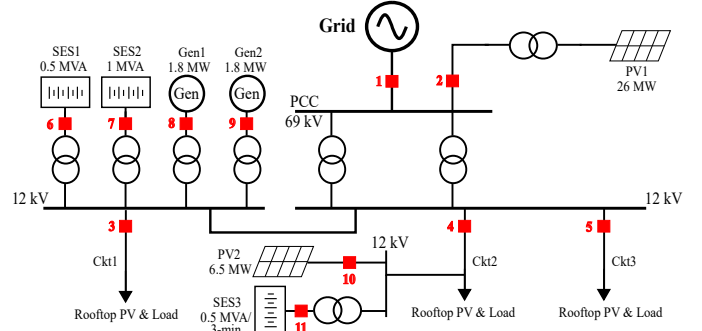 Grid
SES1
0.5 MVA
SES2
1 MVA
Gen1
1.8 MW
Gen2
1.8 MW
Gen
Gen
PV1
26 MW
1
2
PCC
69 kV
6
7
8
9
12 kV
12 kV
3
4
5
Ckt1
PV2
6.5 MW
12 kV
Ckt2
Ckt3
10
SES3
0.5 MVA/
3-min
11
Rooftop PV & Load
Rooftop PV & Load
Rooftop PV & Load